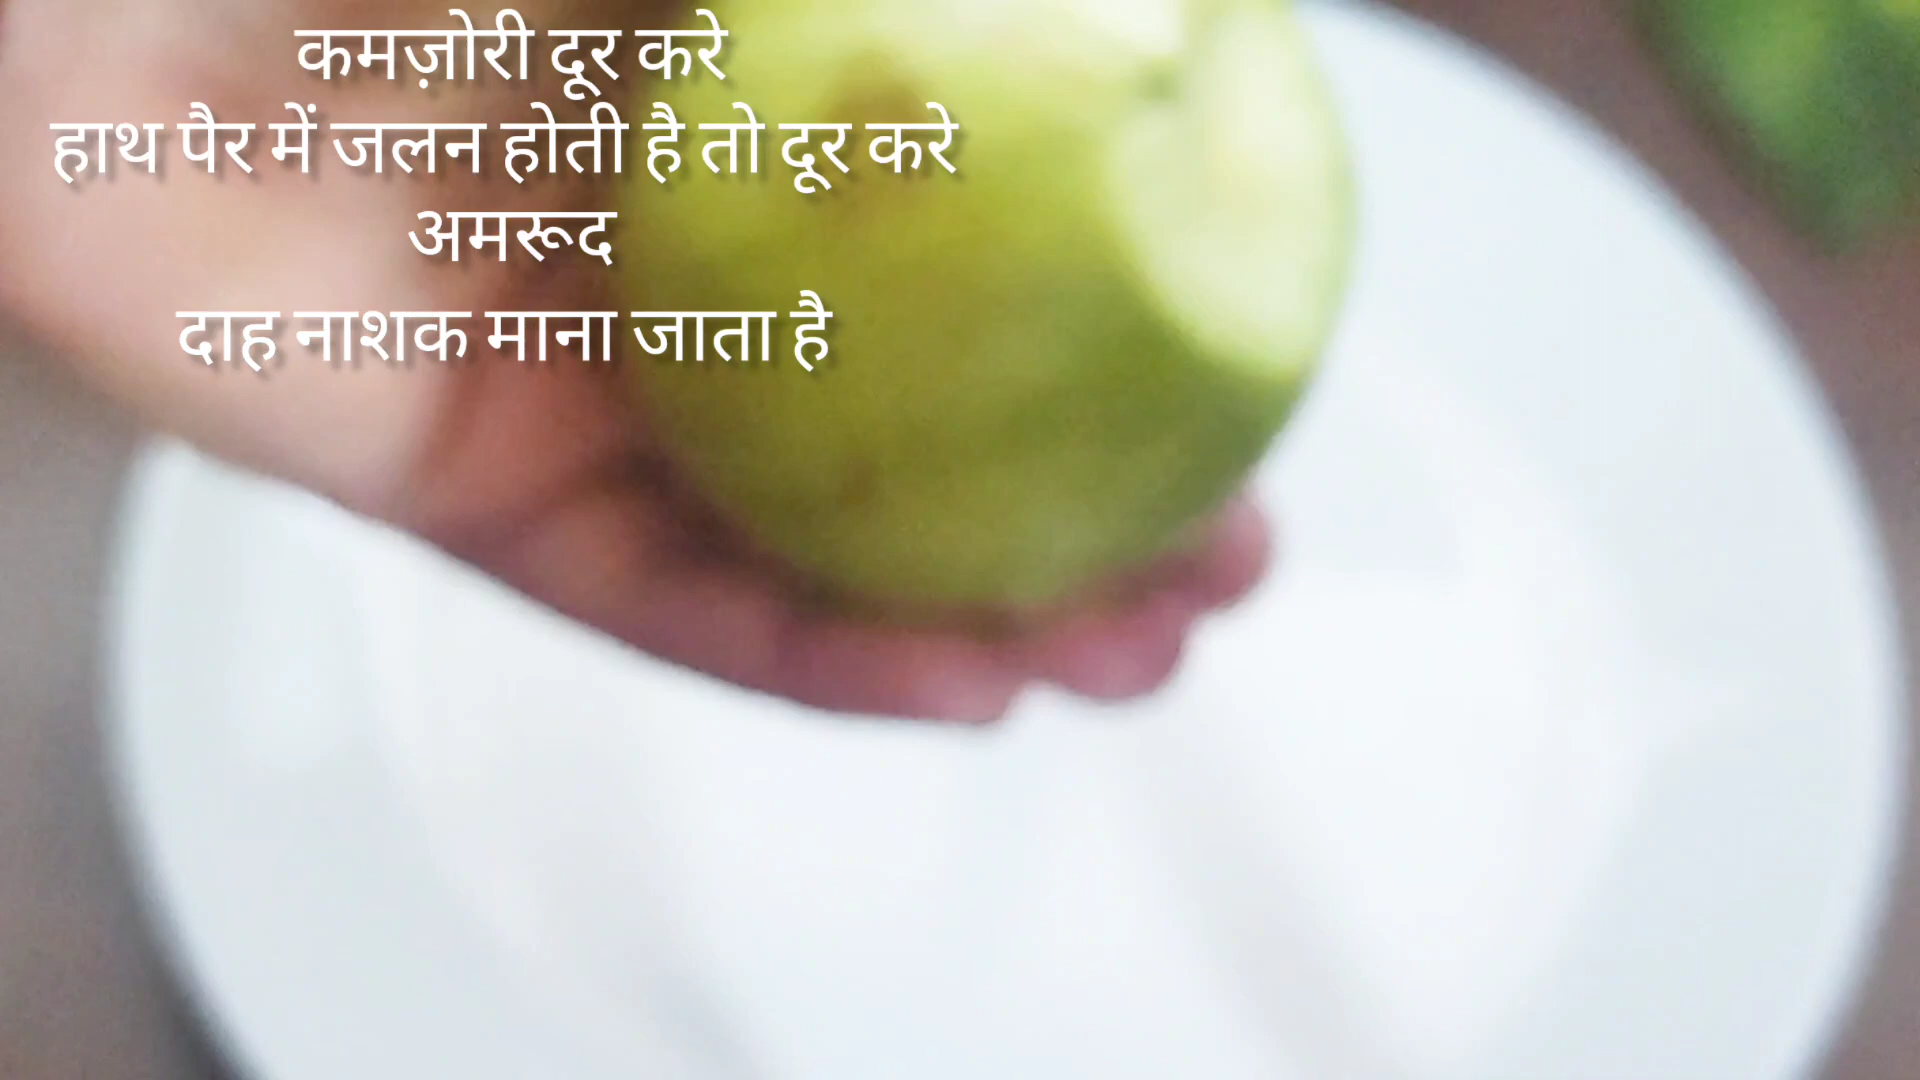 कमज़ोरी दूर करे
हाथ पैर में जलन होती है तो दूर करे
अमरूद
दाह नाशक माना जाता है